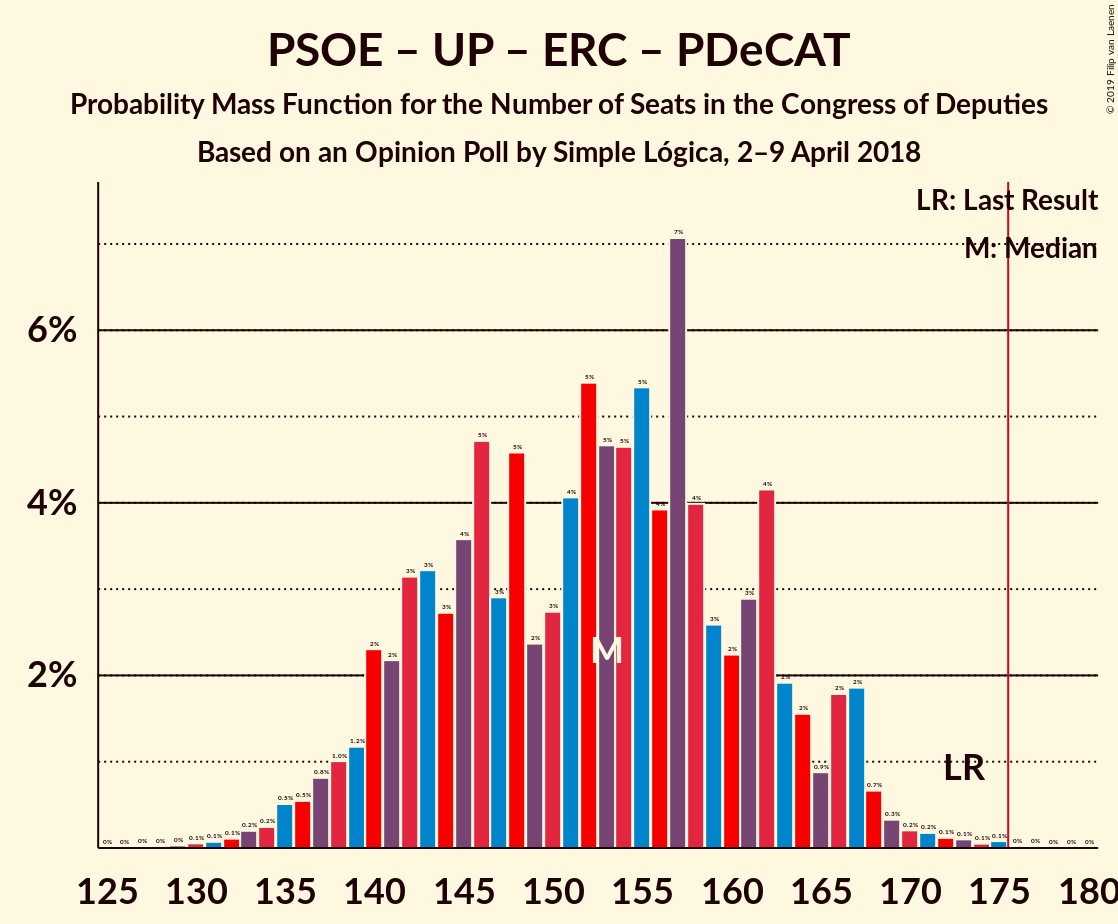 PSOE – UP – ERC – PDeCAT
Probability Mass Function for the Number of Seats in the Congress of Deputies
Based on an Opinion Poll by Simple Lógica, 2–9 April 2018
© 2019 Filip van Laenen
LR: Last Result
M: Median
6%
4%
2%
0% 0% 0% 0% 0% 0.1% 0.1% 0.1% 0.2% 0.2% 0.5% 0.5% 0.8% 1.0% 1.2% 2% 2% 3% 3% 3% 4% 5% 3% 5% 2% 3% 4% 5% 5% 5% 5% 4% 7% 4% 3% 2% 3% 4% 2% 2% 0.9% 2% 2% 0.7% 0.3% 0.2% 0.2% 0.1% 0.1% 0.1% 0.1% 0% 0% 0% 0% 0%
M
LR
125 130 135 140 145 150 155 160 165 170 175 180